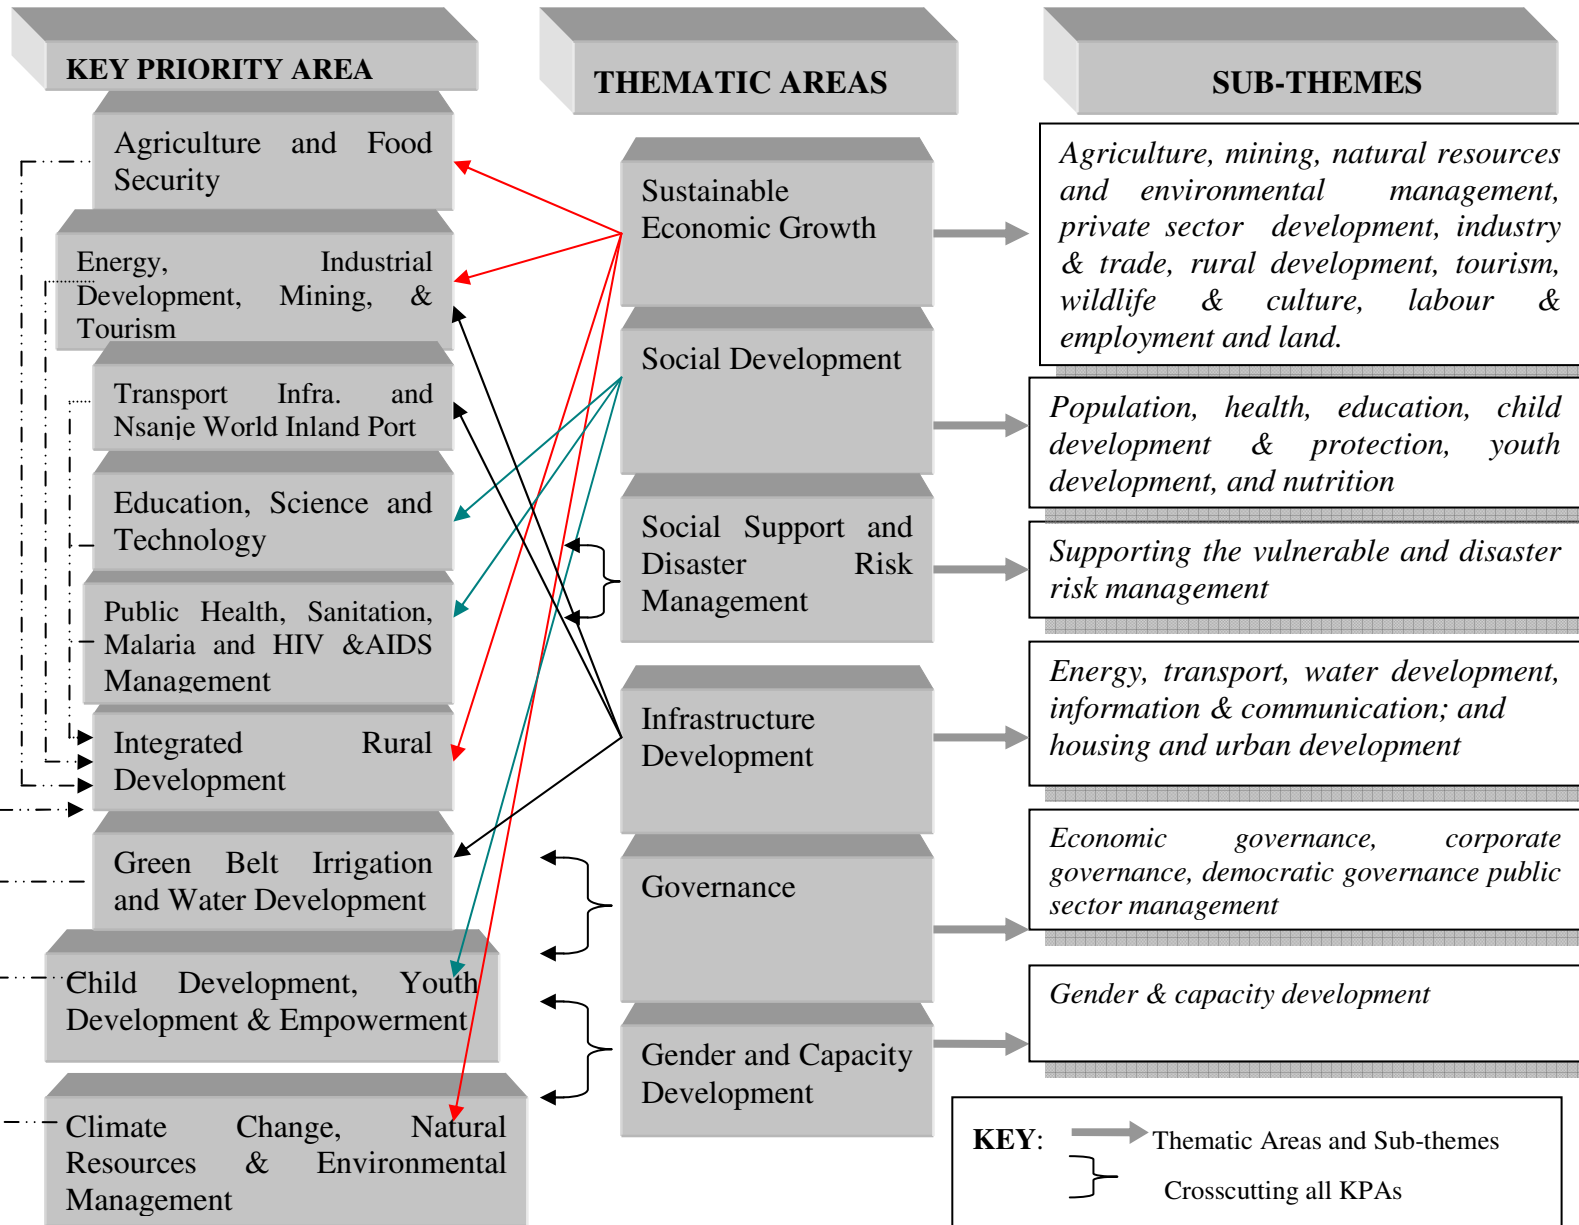 KEY PRIORITY AREA
Agriculture and Food
Security
Energy, Industrial
Development, Mining, &
Tourism
Transport Infra. and
Nsanje World Inland Port
Education, Science and
Technology
Public Health, Sanitation,
Malaria and HIV &AIDS
Management
Integrated Rural
Development
Green Belt Irrigation
and Water Development
Child Development, Youth
Development & Empowerment
Climate Change, Natural
Resources & Environmental
Management
THEMATIC AREAS
Sustainable
Economic Growth
Social Development
Social Support and
Disaster Risk
Management
Infrastructure
Development
Governance
Gender and Capacity
Development
SUB-THEMES
Agriculture, mining, natural resources
and environmental management,
private sector development, industry
& trade, rural development, tourism,
wildlife & culture, labour &
employment and land.
Population, health, education, child
development & protection, youth
development, and nutrition
Supporting the vulnerable and disaster
risk management
Energy, transport, water development,
information & communication; and
housing and urban development
Economic governance, corporate
governance, democratic governance public
sector management
Gender & capacity development
KEY: Thematic Areas and Sub-themes
Crosscutting all KPAs